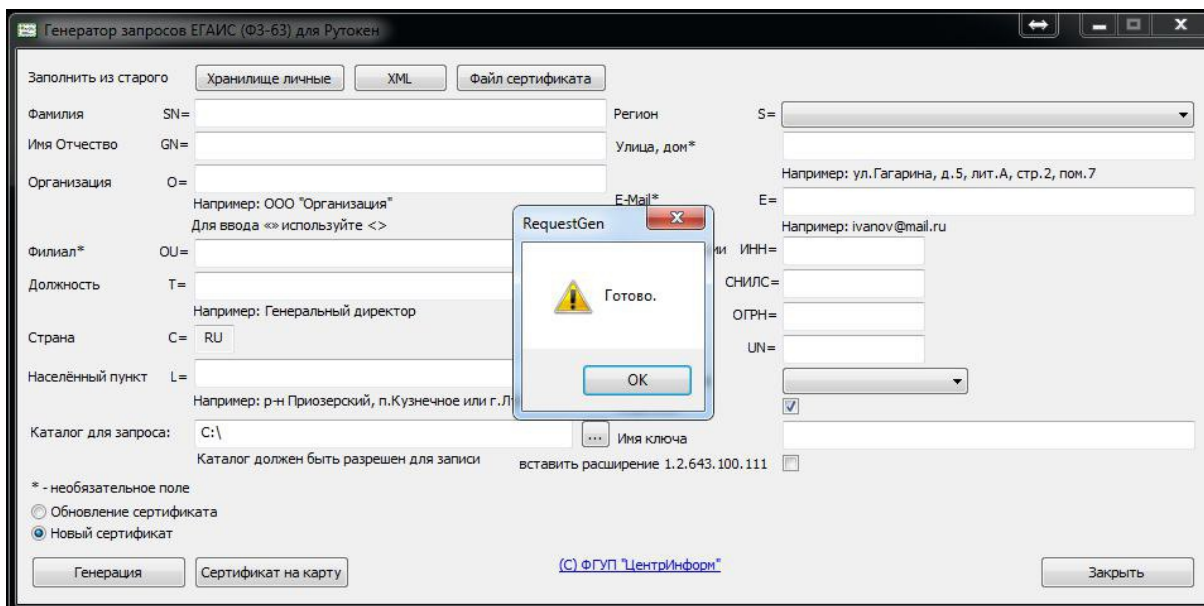 Генератор запросов ЕГАИС (ФЗ-63) для Рутокен
Заполнить из старого Хранилище личные XML Файл сертификата
Фамилия SN= Регион S=
Имя Отчество GN= Улица, дом*
Например: ул.Гагарина, д.5, лит.А, стр.2, пом.7
Организация O=
Например: ООО "Организация" E-Mail* E=
Для ввода «» используйте <> Например: ivanov@mail.ru
RequestGen
Готово.
OK
Филиал* OU= ии ИНН=
Должность T= СНИЛС=
Например: Генеральный директор ОГРН=
Страна C= RU UN=
Населённый пункт L=
Например: р-н Приозерский, п.Кузнечное или г.Л
Каталог для запроса: C:\ ... Имя ключа
Каталог должен быть разрешен для записи вставить расширение 1.2.643.100.111
* - необязательное поле
Обновление сертификата
Новый сертификат
Генерация Сертификат на карту (C) ФГУП "ЦентрИнформ" Закрыть